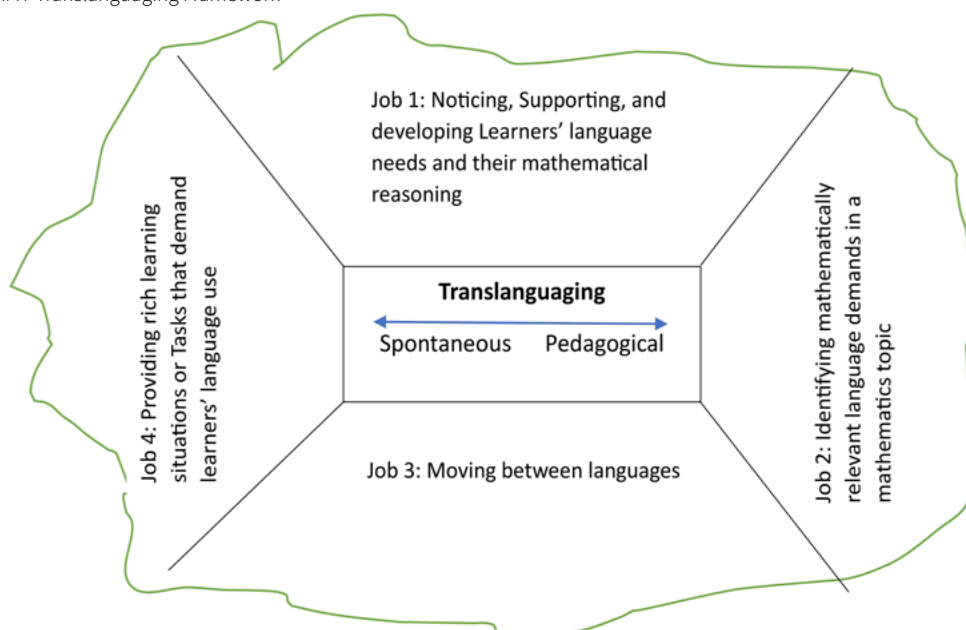 Translanguaging Framework
Job 1: Noticing, Supporting, and
developing Learners' language
needs and their mathematical
reasoning
Job 4: Providing rich learning
situations or Tasks that demand
learners' language use
Translanguaging
Spontaneous Pedagogical
Job 2: Identifying mathematically
relevant language demands in a
mathematics topic
Job 3: Moving between languages